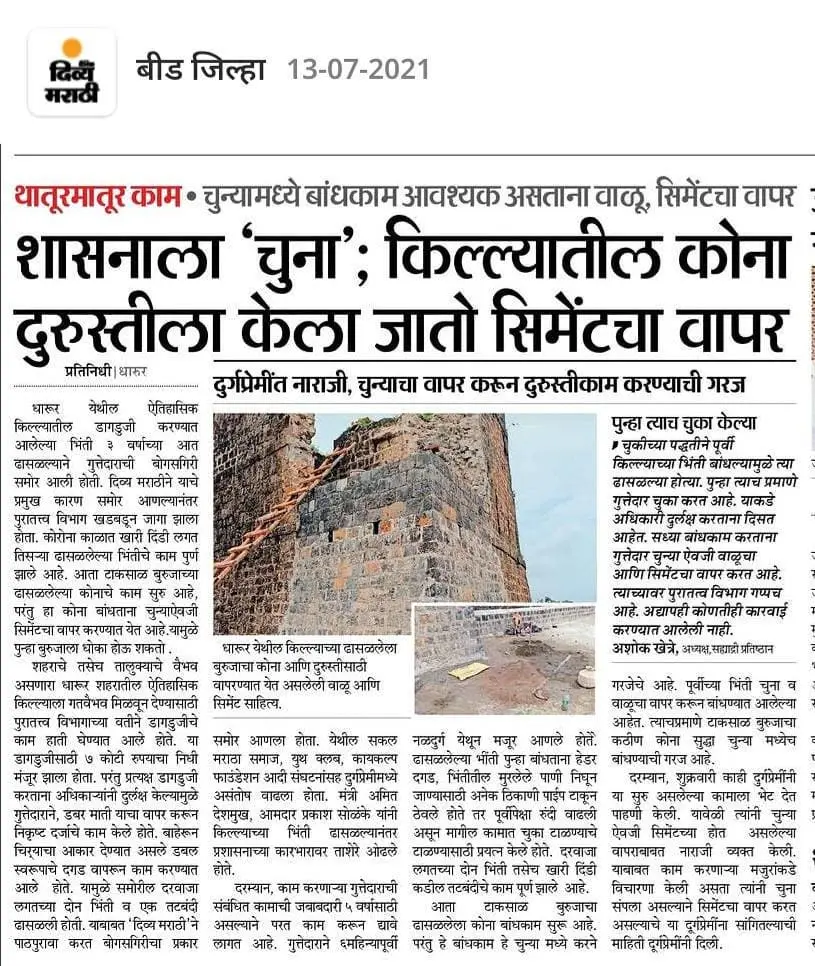 दिव्य
मराठी
बीड जिल्हा 13-07-2021
थातूरमातूर काम • चुन्यामध्ये बांधकाम आवश्यक असताना वाळू, सिमेंटचा वापर
शासनाला ‘चुना’; किल्ल्यातील कोना
दुरुस्तीला केला जातो सिमेंटचा वापर
प्रतिनिधी | धारुर
दुर्गप्रेमींत नाराजी, चुन्याचा वापर करून दुरुस्तीकाम करण्याची गरज
धारूर येथील ऐतिहासिक
किल्ल्यातील डागडुजी करण्यात
आलेल्या भिंती ३ वर्षाच्या आत
ढासळल्याने गुत्तेदाराची बोगसगिरी
समोर आली होती. दिव्य मराठीने याचे
प्रमुख कारण समोर आणल्यानंतर
पुरातत्त्व विभाग खडबडून जागा झाला
होता. कोरोना काळात खारी दिंडी लगत
तिसऱ्या ढासळलेल्या भिंतीचे काम पुर्ण
झाले आहे. आता टाकसाळ बुरुजाच्या
ढासळलेल्या कोनाचे काम सुरु आहे,
परंतु हा कोना बांधताना चुन्याऐवजी
सिमेंटचा वापर करण्यात येत आहे.यामुळे
पुन्हा बुरुजाला धोका होऊ शकतो .
शहराचे तसेच तालुक्याचे वैभव
असणारा धारूर शहरातील ऐतिहासिक
किल्ल्याला गतवैभव मिळवून देण्यासाठी
पुरातत्त्व विभागाच्या वतीने डागडुजीचे
काम हाती घेण्यात आले होते. या
डागडुजीसाठी ७ कोटी रुपयाचा निधी
मंजूर झाला होता. परंतु प्रत्यक्ष डागडुजी
करताना अधिकाऱ्यांनी दुर्लक्ष केल्यामुळे
गुत्तेदाराने, डबर माती याचा वापर करून
निकृष्ट दर्जाचे काम केले होते. बाहेरून
चिऱ्याचा आकार देण्यात असले डबल
स्वरूपाचे दगड वापरून काम करण्यात
आले होते. यामुळे समोरील दरवाजा
लगतच्या दोन भिंती व एक तटबंदी
ढासळली होती. याबाबत ‘दिव्य मराठी’ने
पाठपुरावा करत बोगसगिरीचा प्रकार
धारूर येथील किल्ल्याच्या ढासळलेला
बुरुजाचा कोना आणि दुरुस्तीसाठी
वापरण्यात येत असलेली वाळू आणि
सिमेंट साहित्य.
समोर आणला होता. येथील सकल
मराठा समाज, युथ क्लब, कायकल्प
फाउंडेशन आदी संघटनांसह दुर्गप्रेमीमध्ये
असंतोष वाढला होता. मंत्री अमित
देशमुख, आमदार प्रकाश सोळंके यांनी
किल्ल्याच्या भिंती ढासळल्यानंतर
प्रशासनाच्या कारभारावर ताशेरे ओढले
होते.
दरम्यान, काम करणाऱ्या गुत्तेदाराची
संबंधित कामाची जबाबदारी ५ वर्षासाठी
असल्याने परत काम करून द्यावे
लागत आहे. गुत्तेदाराने ६महिन्यापूर्वी
नळदुर्ग येथून मजूर आणले होते.
ढासळलेल्या भींती पुन्हा बांधताना हेडर
दगड, भिंतीतील मुरलेले पाणी निघून
जाण्यासाठी अनेक ठिकाणी पाईप टाकून
ठेवले होते तर पूर्वीपेक्षा रुंदी वाढली
असून मागील कामात चुका टाळण्याचे
टाळण्यासाठी प्रयत्न केले होते. दरवाजा
लगतच्या दोन भिंती तसेच खारी दिंडी
कडील तटबंदीचे काम पूर्ण झाले आहे.
आता टाकसाळ बुरुजाचा
ढासळलेला कोना बांधकाम सुरू आहे.
परंतु हे बांधकाम हे चुन्या मध्ये करने
पुन्हा त्याच चुका केल्या
चुकीच्या पद्धतीने पूर्वी
किल्ल्याच्या भिंती बांधल्यामुळे त्या
ढासळल्या होत्या. पुन्हा त्याच प्रमाणे
गुत्तेदार चुका करत आहे. याकडे
अधिकारी दुर्लक्ष करताना दिसत
आहेत. सध्या बांधकाम करताना
गुत्तेदार चुन्या ऐवजी वाळूचा
आणि सिमेंटचा वापर करत आहे.
त्याच्यावर पुरातत्व विभाग गप्पच
आहे. अद्यापही कोणतीही कारवाई
करण्यात आलेली नाही.
अशोक खेत्रे, अध्यक्ष,सह्याद्री प्रतिष्ठान
गरजेचे आहे. पूर्वीच्या भिंती चुना व
वाळूचा वापर करून बांधण्यात आलेल्या
आहेत. त्याचप्रमाणे टाकसाळ बुरुजाचा
कठीण कोना सुद्धा चुन्या मध्येच
बांधण्याची गरज आहे.
दरम्यान, शुक्रवारी काही दुर्गप्रेमींनी
या सुरु असलेल्या कामाला भेट देत
पाहणी केली. यावेळी त्यांनी चुन्या
ऐवजी सिमेंटच्या होत असलेल्या
वापराबाबत नाराजी व्यक्त केली.
याबाबत काम करणाऱ्या मजुरांकडे
विचारणा केली असता त्यांनी चुना
संपला असल्याने सिमेंटचा वापर करत
असल्याचे या दुर्गप्रेमींना सांगितल्याची
माहिती दुर्गप्रेमींनी दिली.